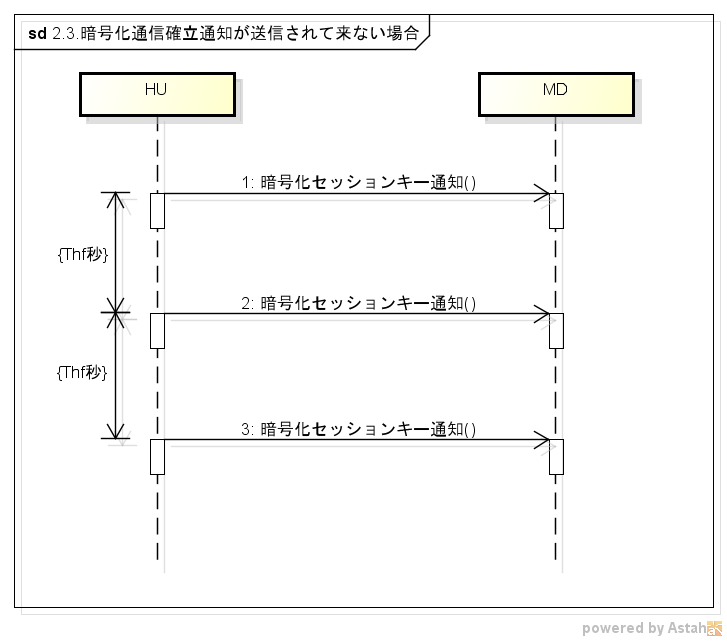 sd 2.3.暗号化通信確立通知が送信されて来ない場合
HU
MD
1: 暗号化セッションキー通知()
{Thf秒}
2: 暗号化セッションキー通知()
{Thf秒}
3: 暗号化セッションキー通知()
powered by Astah